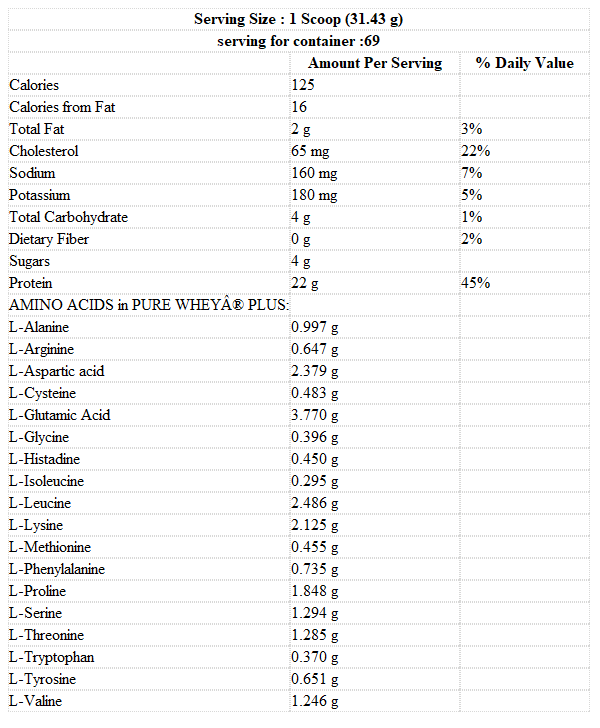 Serving Size : 1 Scoop (31.43 g)
serving for container :69
Amount Per Serving % Daily Value
Calories 125
Calories from Fat 16
Total Fat 2 g 3%
Cholesterol 65 mg 22%
Sodium 160 mg 7%
Potassium 180 mg 5%
Total Carbohydrate 4 g 1%
Dietary Fiber 0 g 2%
Sugars 4 g
Protein 22 g 45%
AMINO ACIDS in PURE WHEYÂ® PLUS:
L-Alanine 0.997 g
L-Arginine 0.647 g
L-Aspartic acid 2.379 g
L-Cysteine 0.483 g
L-Glutamic Acid 3.770 g
L-Glycine 0.396 g
L-Histadine 0.450 g
L-Isoleucine 0.295 g
L-Leucine 2.486 g
L-Lysine 2.125 g
L-Methionine 0.455 g
L-Phenylalanine 0.735 g
L-Proline 1.848 g
L-Serine 1.294 g
L-Threonine 1.285 g
L-Tryptophan 0.370 g
L-Tyrosine 0.651 g
L-Valine 1.246 g